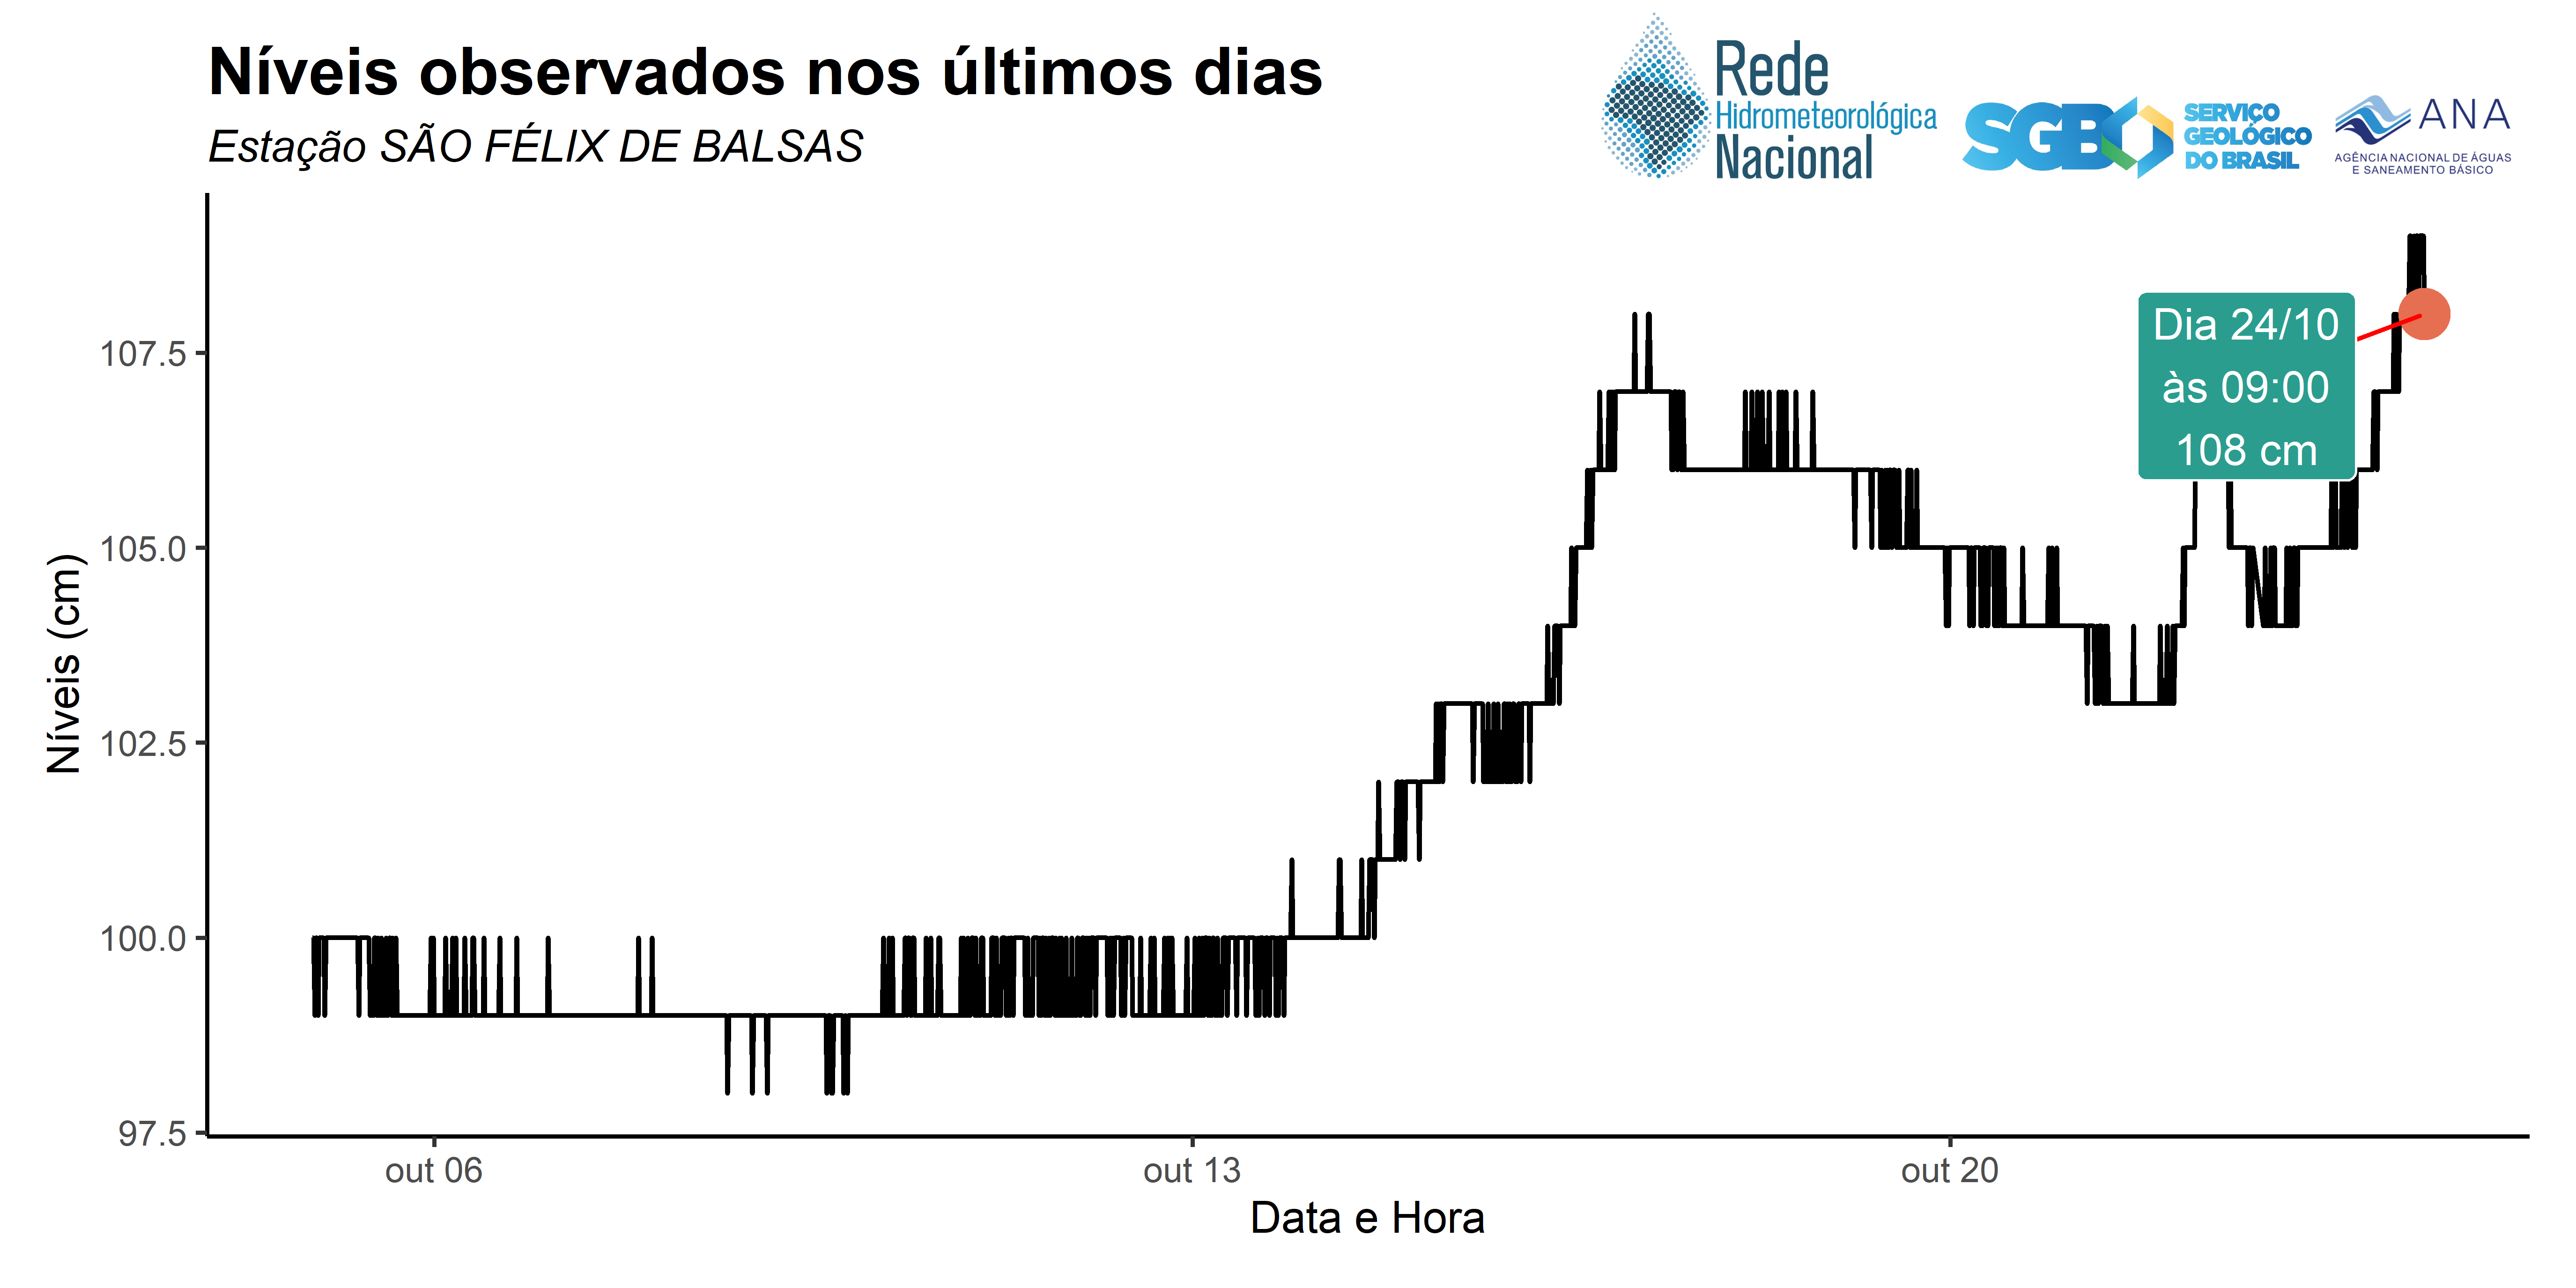 Níveis observados nos últimos dias
Estação SÃO FÉLIX DE BALSAS
Rede
Hidrometeorológica
Nacional
SGB
SERVIÇO
GEOLÓGICO
DO BRASIL
ANA
AGÊNCIA NACIONAL DE ÁGUAS
E SANEAMENTO BÁSICO
Níveis (cm)
107.5
105.0
102.5
100.0
97.5
Dia 24/10
às 09:00
108 cm
out 06
out 13
out 20
Data e Hora